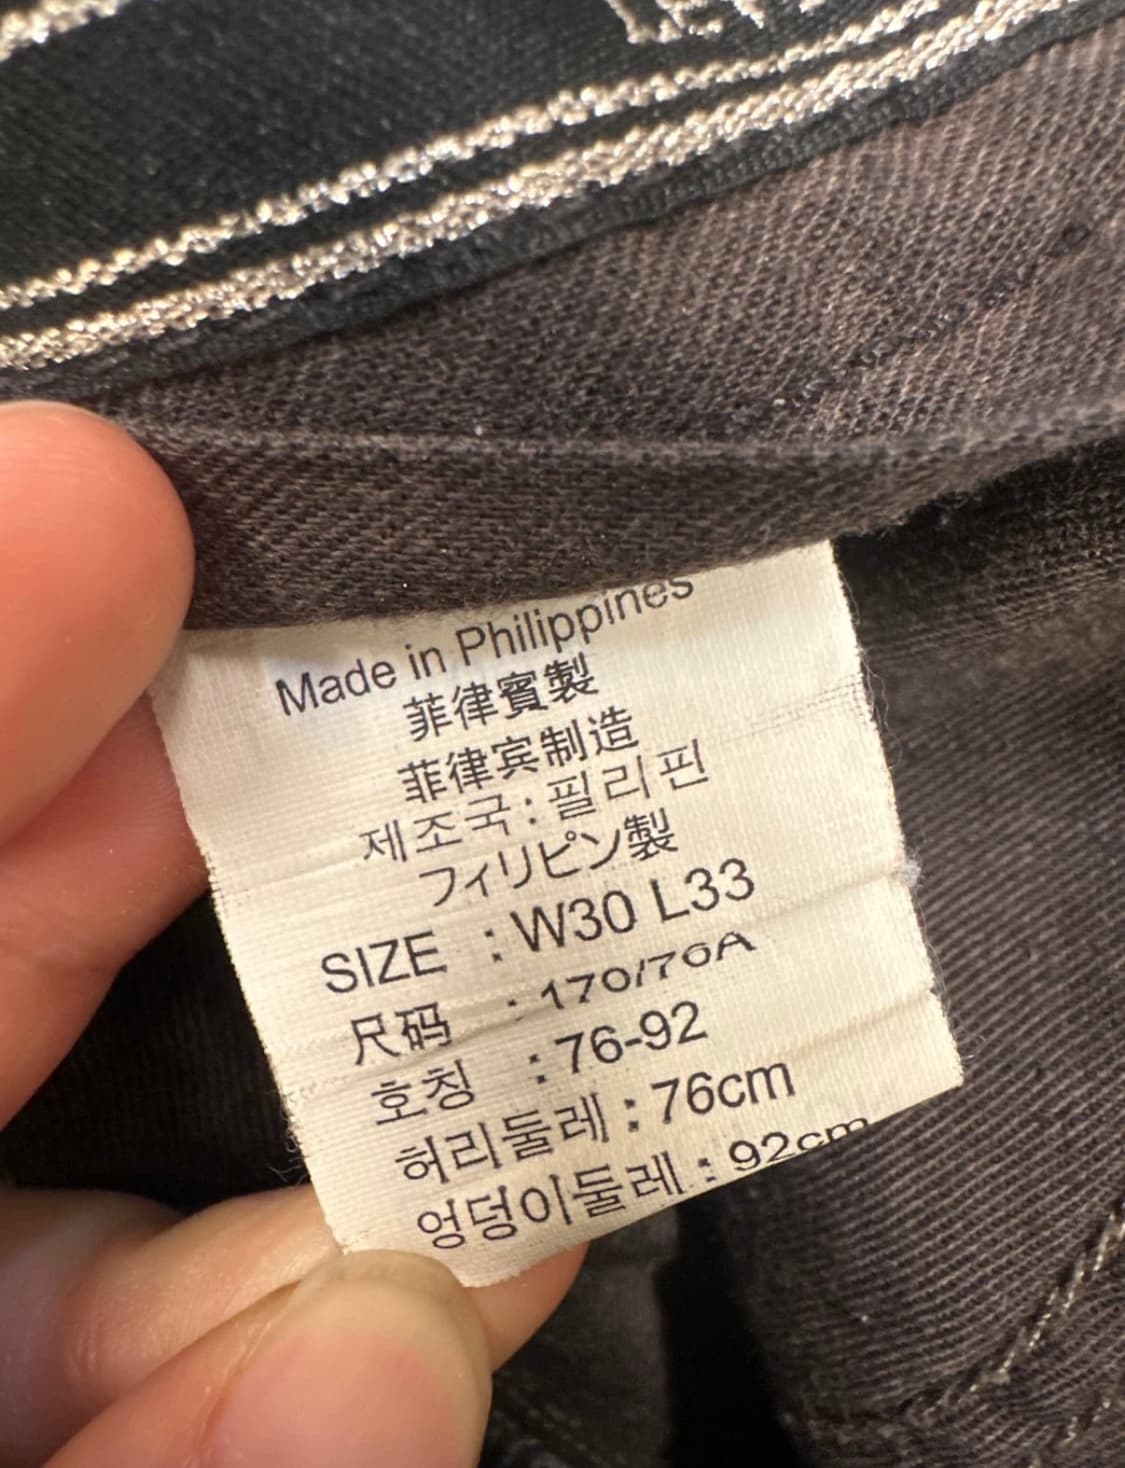 Made in Philippines
菲律賓製
菲律宾制造
제조국 : 필리핀
フィリピン製
SIZE : W30 L33
尺码 : 170/76A
호칭 : 76-92
허리둘레 : 76cm
엉덩이둘레 : 92cm